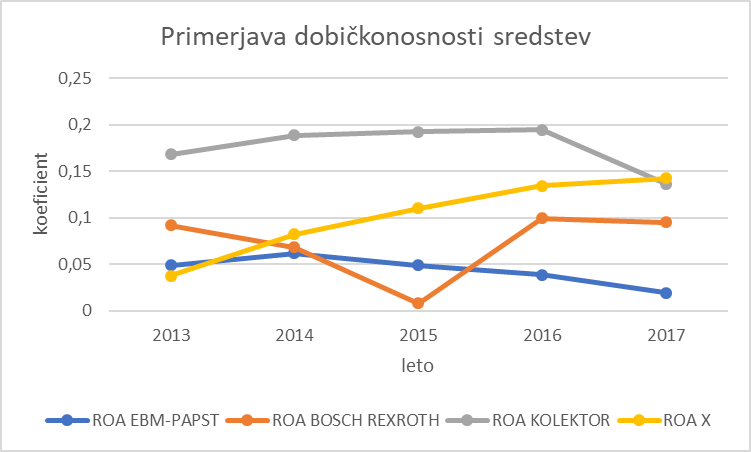 Primerjava dobičkonosnosti sredstev
koeficient
0,25
0,2
0,15
0,1
0,05
0
2013 2014 2015 2016 2017
leto
ROA EBM-PAPST ROA BOSCH REXROTH ROA KOLEKTOR ROA X